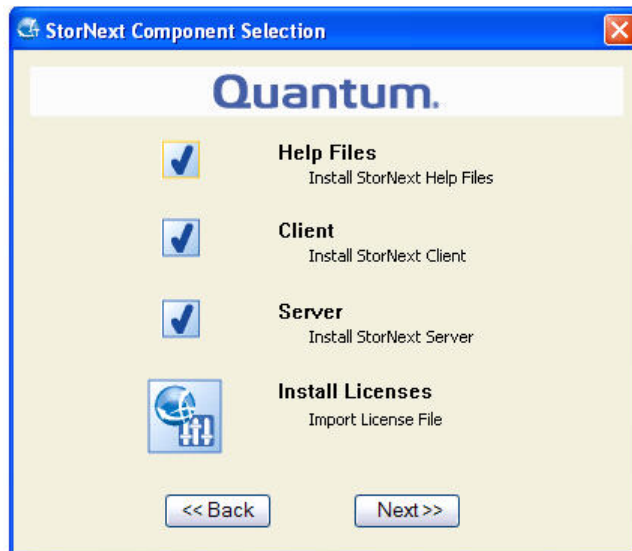 StorNext Component Selection
Quantum.
Help Files
Install StorNext Help Files
Client
Install StorNext Client
Server
Install StorNext Server
Install Licenses
Import License File
<< Back
Next >>